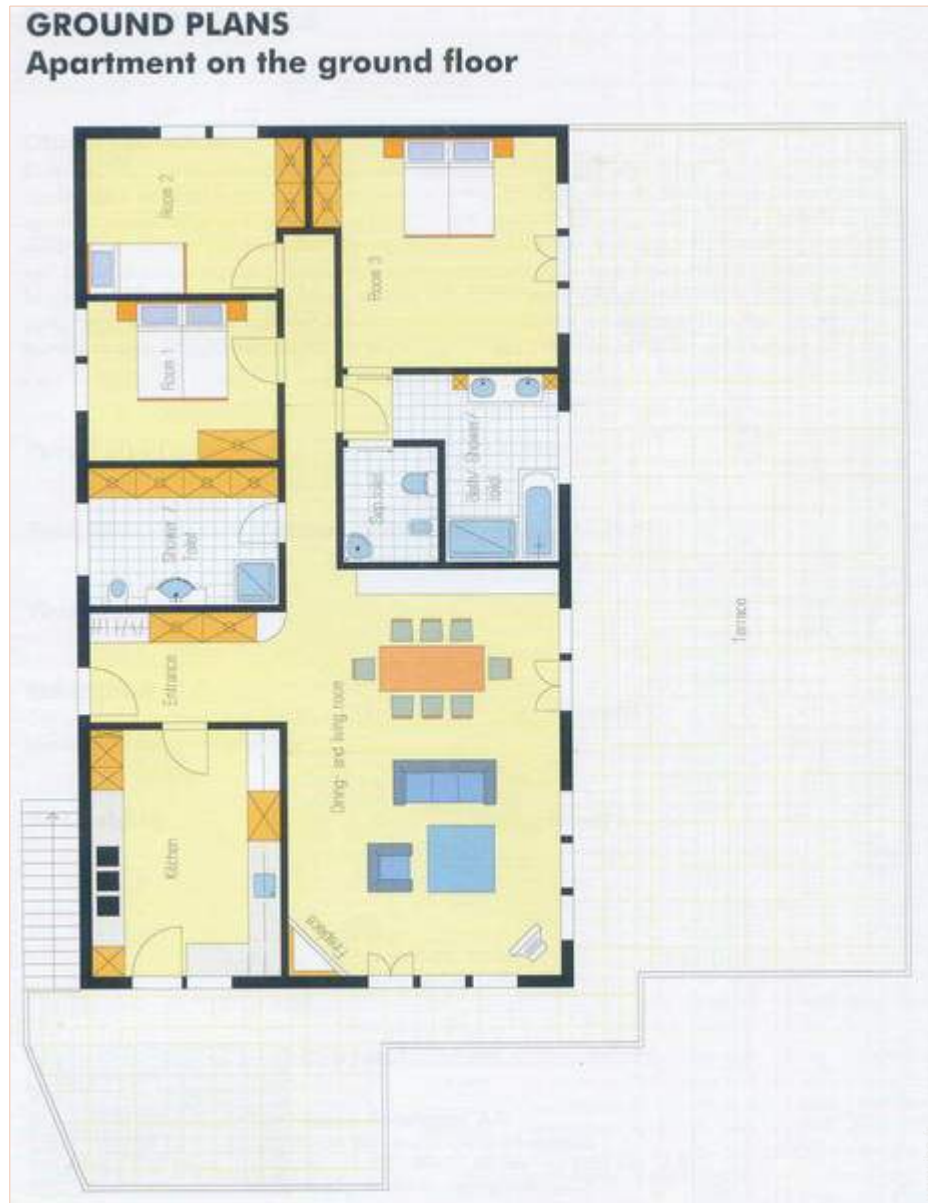 GROUND PLANS
Apartment on the ground floor
Room 2
Room 3
Room 1
Bath/ Shower /
Toilet
Sep.toilet
Shower /
Toilet
Terrace
Entrance
Dining- and living room
Kitchen
Fireplace